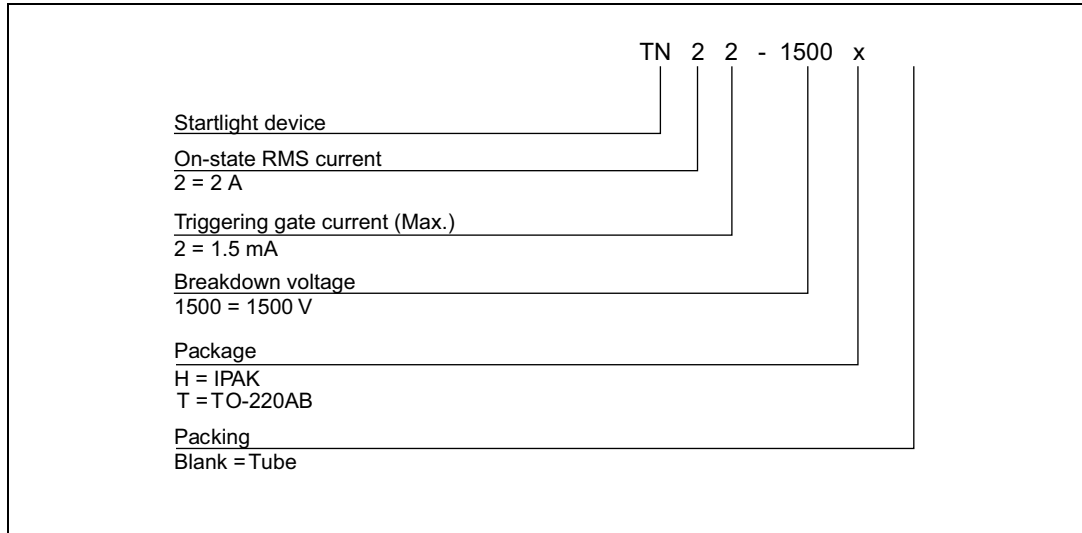 TN 2 2 - 1500 x
Startlight device
On-state RMS current
2 = 2 A
Triggering gate current (Max.)
2 = 1.5 mA
Breakdown voltage
1500 = 1500 V
Package
H = IPAK
T = TO-220AB
Packing
Blank = Tube